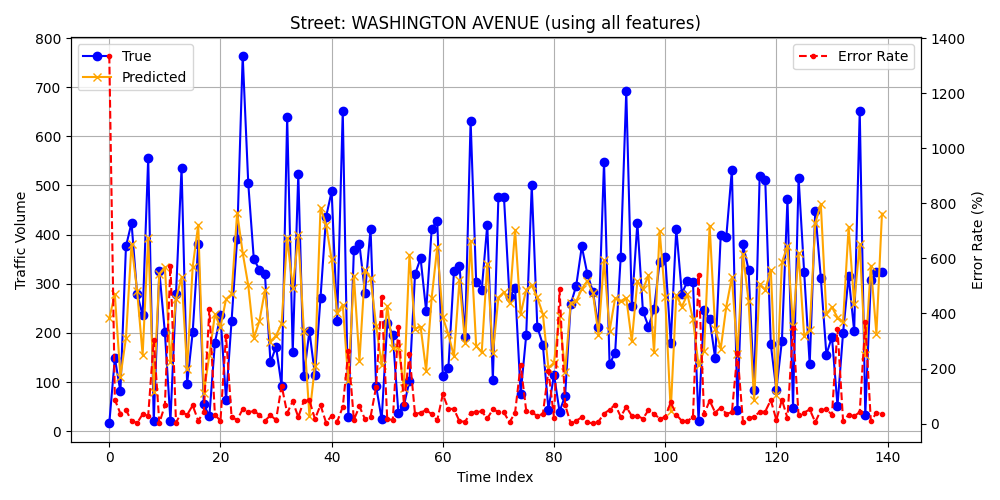 Street: WASHINGTON AVENUE (using all features)
True
Predicted
Error Rate
Traffic Volume
800
700
600
500
400
300
200
100
0
1400
1200
1000
800
600
400
200
0
Error Rate (%)
0 20 40 60 80 100 120 140
Time Index